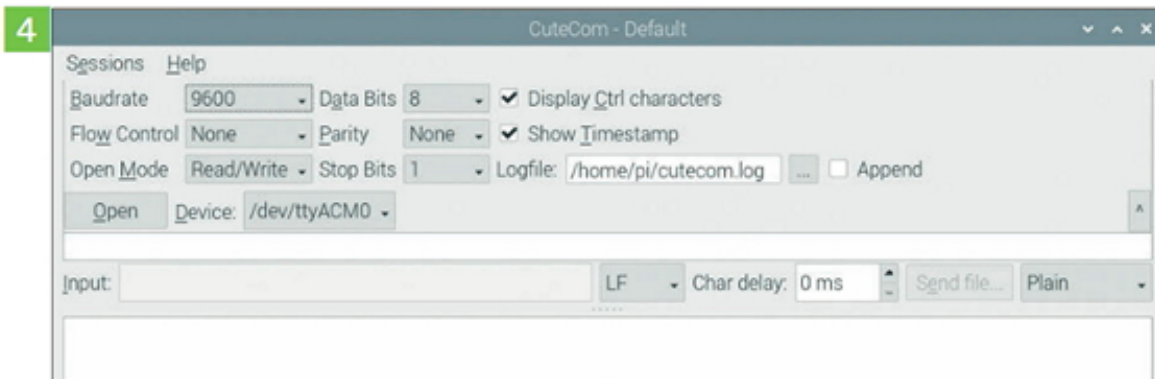 4
CuteCom - Default
Sessions Help
Baudrate 9600 Data Bits 8 Display Ctrl characters
Flow Control None Parity None Show Timestamp
Open Mode Read/Write Stop Bits 1 Logfile: /home/pi/cutecom.log ... Append
Open Device: /dev/ttyACM0
Input: LF Char delay: 0 ms Send file... Plain